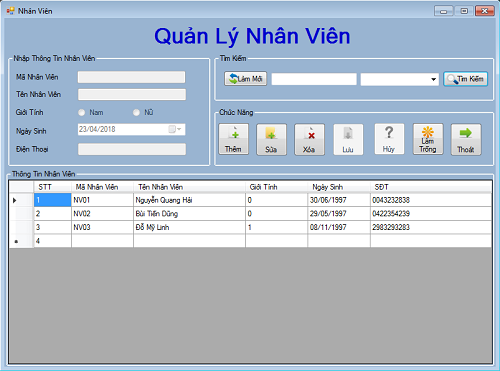 Nhân Viên
Quản Lý Nhân Viên
Nhập Thông Tin Nhân Viên
Mã Nhân Viên
Tên Nhân Viên
Giới Tính Nam Nữ
Ngày Sinh 23/04/2018
Điện Thoại
Tìm Kiếm
Làm Mới Tìm Kiếm
Chức Năng
Thêm Sửa Xóa Lưu Hủy Làm Trống Thoát
Thông Tin Nhân Viên
STT Mã Nhân Viên Tên Nhân Viên Giới Tính Ngày Sinh SĐT
1 NV01 Nguyễn Quang Hải 0 30/06/1997 0043232838
2 NV02 Bùi Tiến Dũng 0 29/05/1997 0422354239
3 NV03 Đỗ Mỹ Linh 1 08/11/1997 2983293283
4